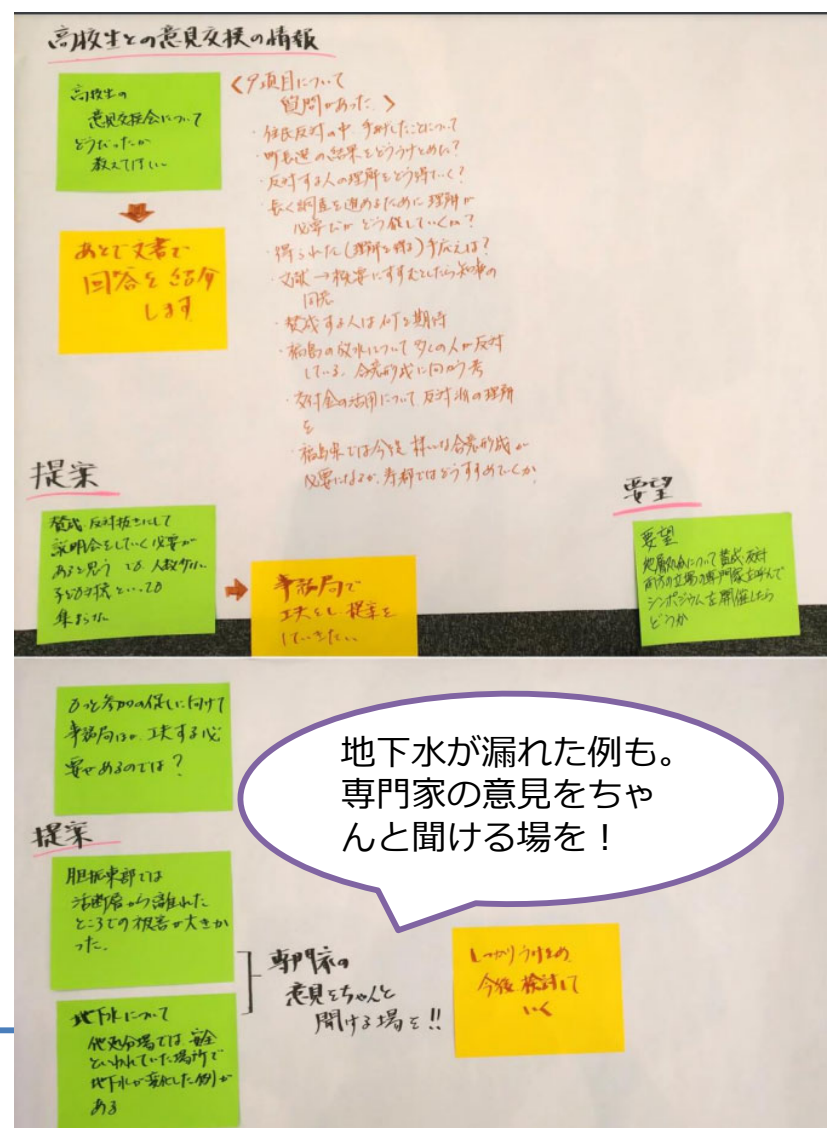 高校生との意見交換の情報
高校生の
意見交換会について
どうだったか
教えてほしい
あとで文書で
回答を紹介
します
<9項目について
質問があった>
・住民反対の中、手挙げしたことについて
・町長選の結果をどううけとめた?
・反対する人の理解をどう得ていく?
・長く調査を進めるために理解が
必要だが どう促していくか?
・得られた(理解を得る)手応えは?
・文献→概要にすすむとしたら知事の
同意
・賛成する人は何を期待
・福島の放水について 多くの人が反対
している。合意形成に向かう考
・交付金の活用について 反対派の理解
を
・福島県では今後 様々な合意形成が
必要になるが、寿都ではどうすすめていくか
提案
賛成、反対抜きにして
説明会をしていく必要が
あると思う でも 人数少ない
子ども支援といっても
集まらない
事務局で
工夫をし、提案を
していきたい
要望
要望
地層処分について賛成・反対
両方の立場の専門家を呼んで
シンポジウムを開催したら
どうか
もっと参加の促しに向けて
事務局は 工夫する必
要があるのでは?
提案
胆振東部では
活断層から離れた
ところでの被害が大きか
った。
地下水について
他処分場では 安全
といわれていた場所で
地下水が変化した例が
ある
専門家の
意見をちゃんと
聞ける場を!!
地下水が漏れた例も。
専門家の意見をちゃ
んと聞ける場を!
しっかりうけとめ
今後 検討して
いく